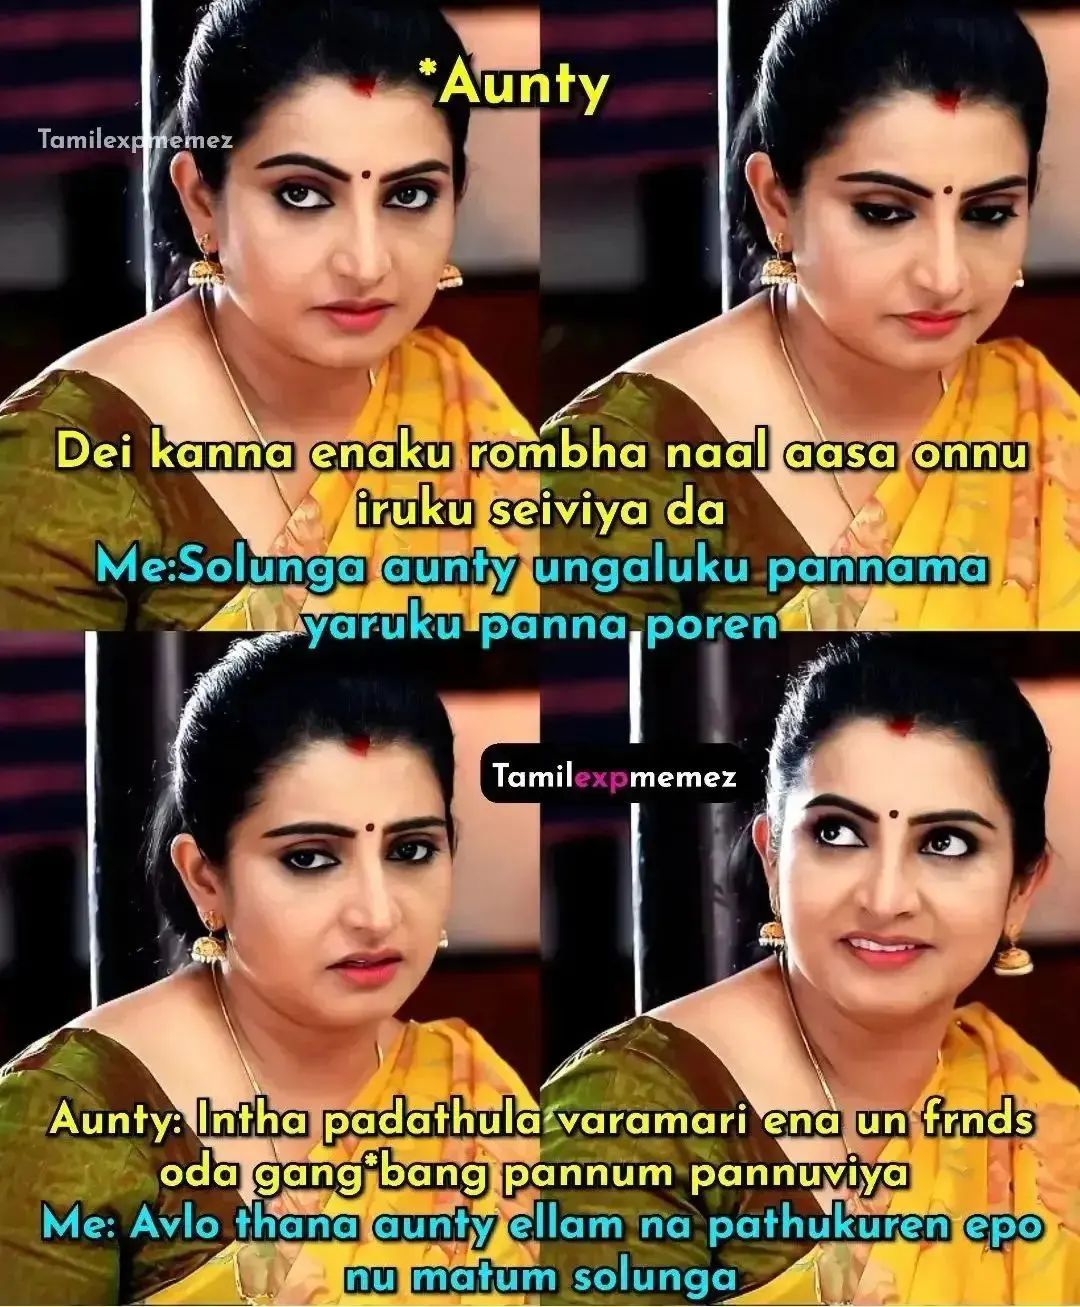 *Aunty
Tamilexpmemez
Dei kanna enaku rombha naal aasa onnu
iruku seiviya da
Me:Solunga aunty ungaluku pannama
yaruku panna poren
Tamilexpmemez
Aunty: Intha padathula varamari ena un frnds
oda gang*bang pannum pannuviya
Me: Avlo thana aunty ellam na pathukuren epo
nu matum solunga